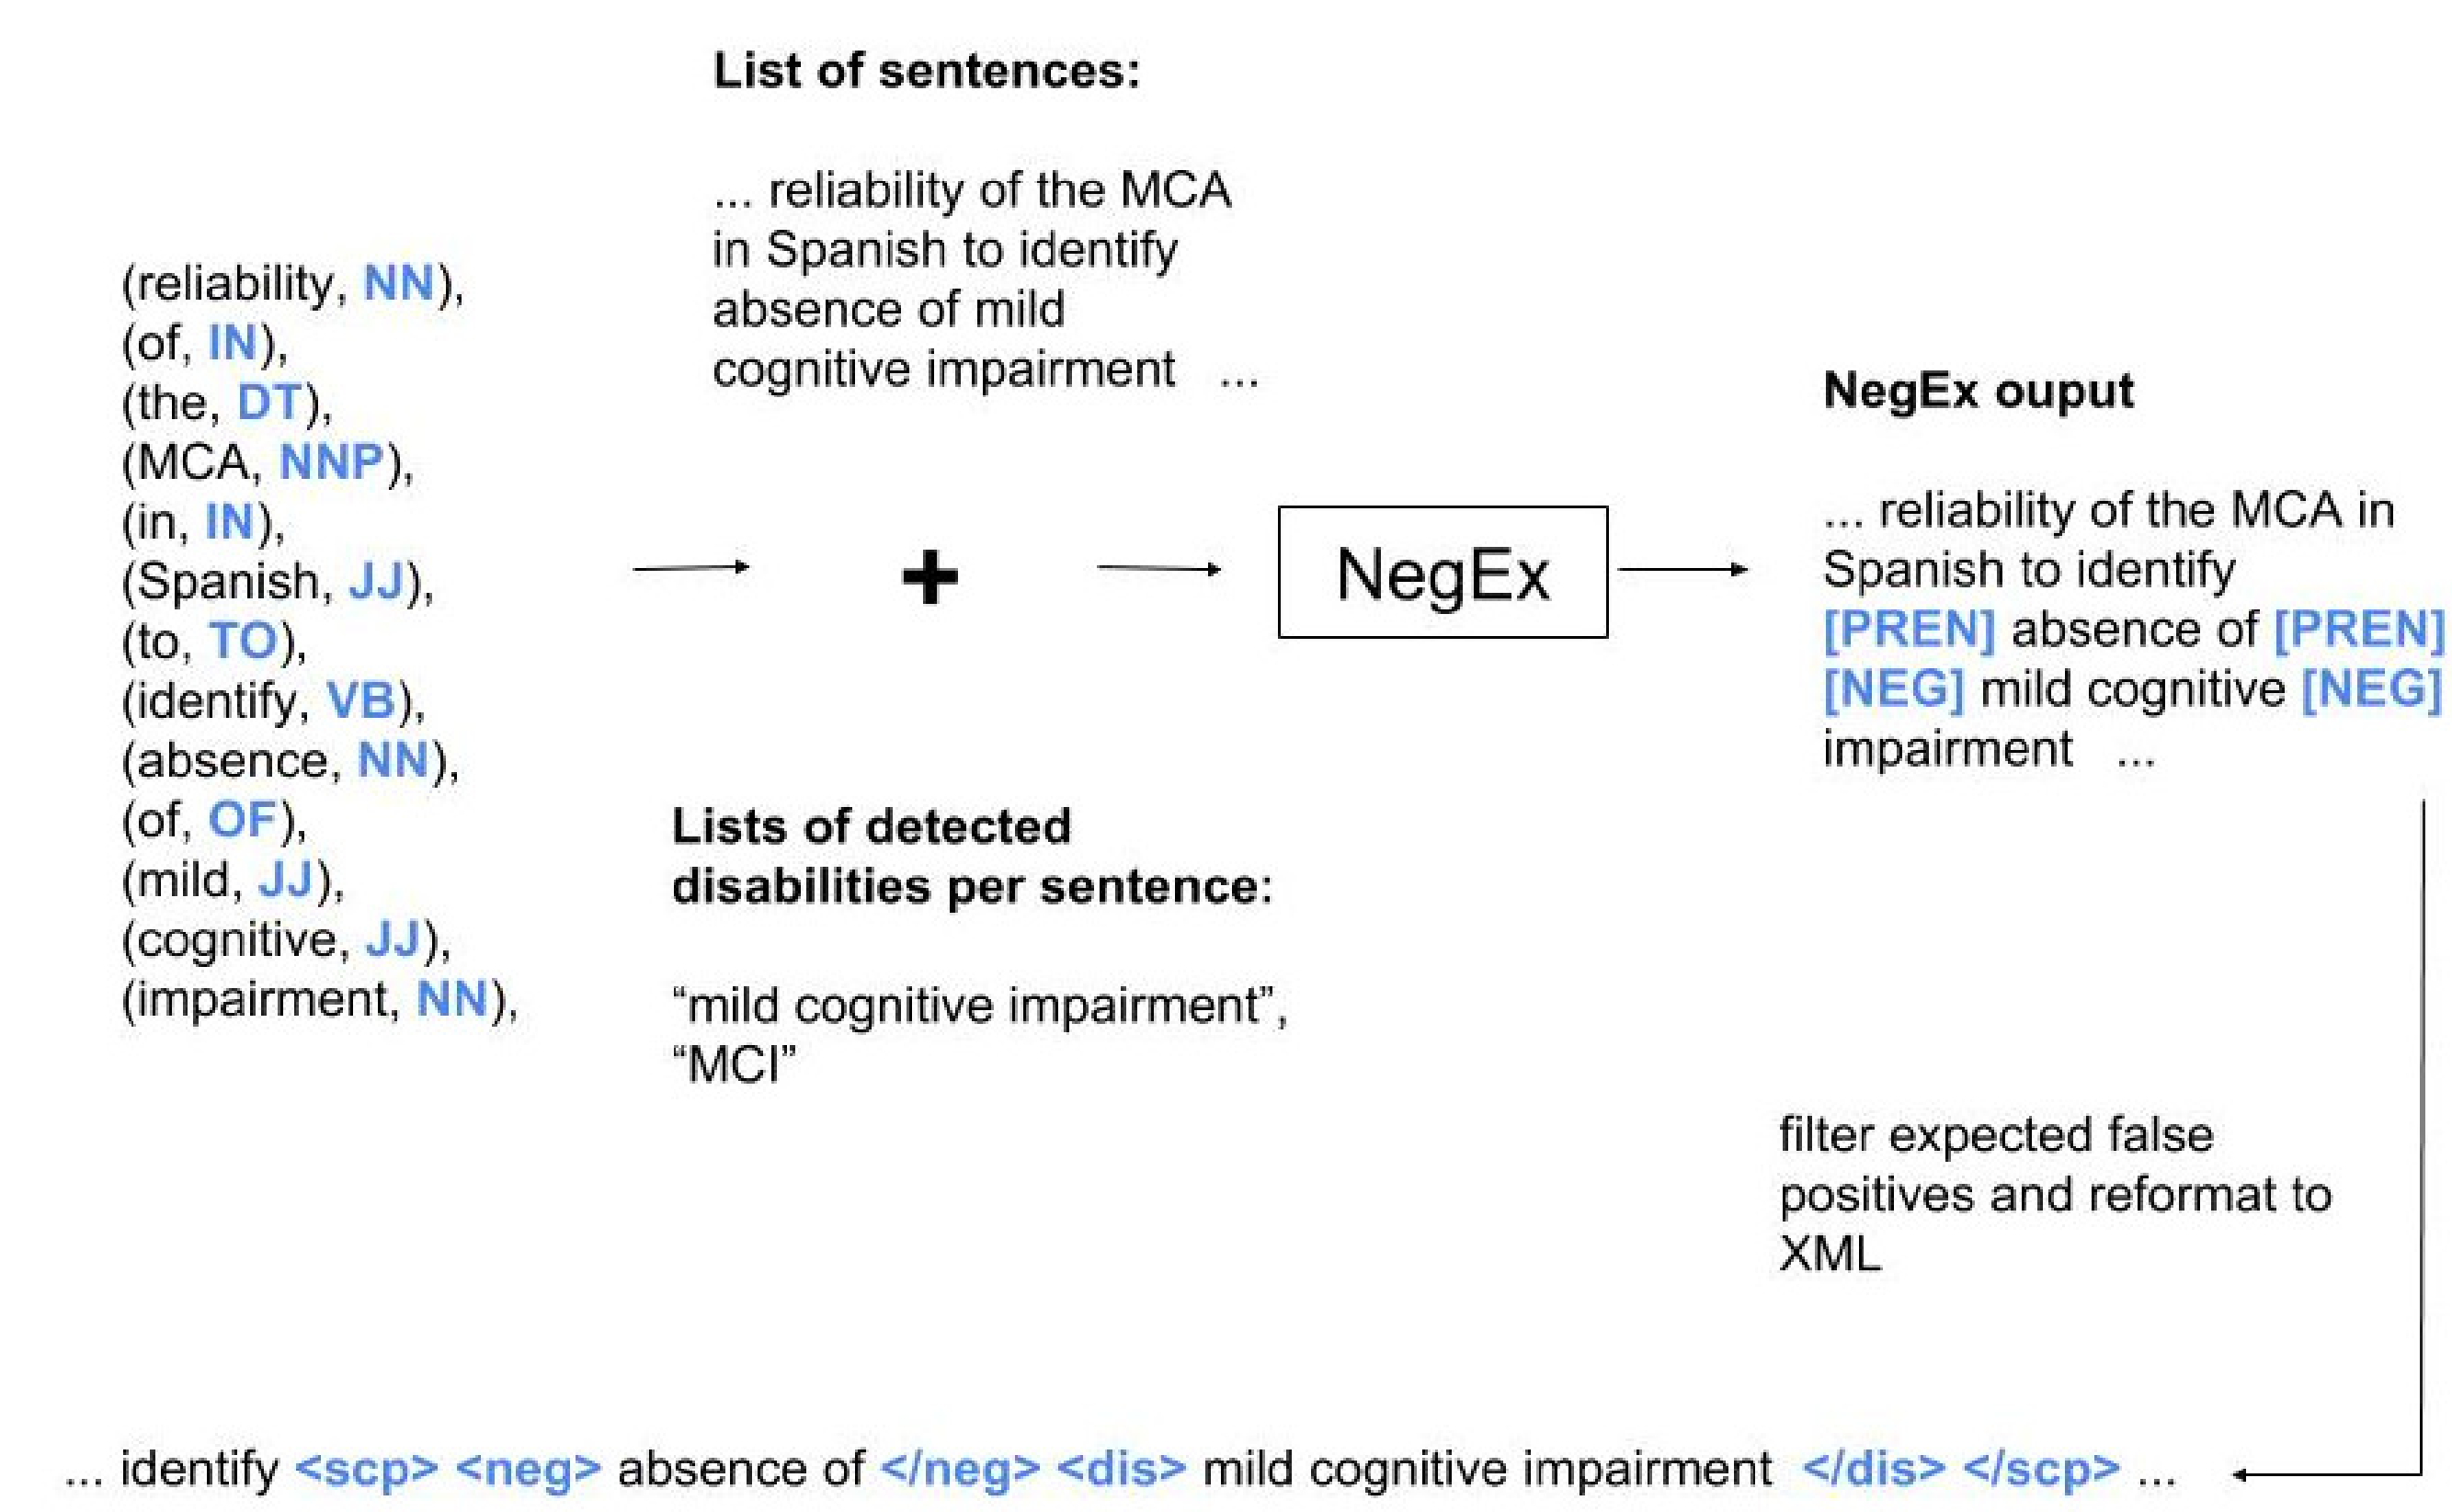 (reliability, NN),
(of, IN),
(the, DT),
(MCA, NNP),
(in, IN),
(Spanish, JJ),
(to, TO),
(identify, VB),
(absence, NN),
(of, OF),
(mild, JJ),
(cognitive, JJ),
(impairment, NN),
List of sentences:
... reliability of the MCA
in Spanish to identify
absence of mild
cognitive impairment ...
+
Lists of detected
disabilities per sentence:
“mild cognitive impairment”,
“MCI”
NegEx
NegEx ouput
... reliability of the MCA in
Spanish to identify
[PREN] absence of [PREN]
[NEG] mild cognitive [NEG]
impairment ...
filter expected false
positives and reformat to
XML
... identify <scp> <neg> absence of </neg> <dis> mild cognitive impairment </dis> </scp> ...